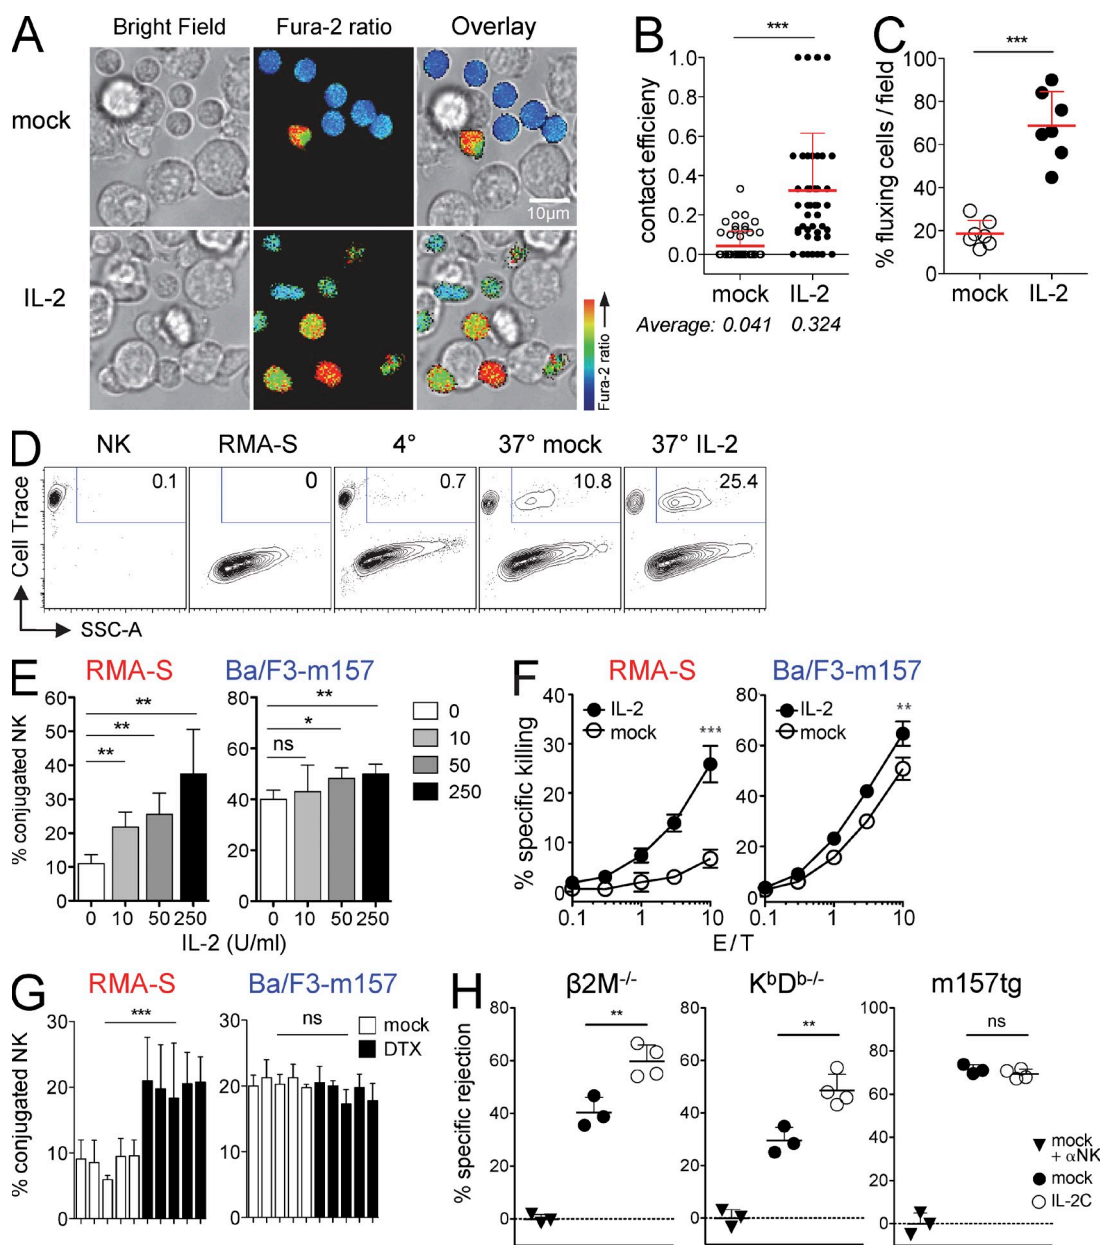 A
Bright Field
Fura-2 ratio
Overlay
mock
10µm
IL-2
Fura-2 ratio
B
***
contact efficieny
1.0
0.8
0.6
0.4
0.2
0.0
mock
IL-2
Average: 0.041 0.324
C
***
% fluxing cells / field
100
80
60
40
20
0
mock
IL-2
D
NK
RMA-S
4°
37° mock
37° IL-2
0.1
0
0.7
10.8
25.4
Cell Trace
SSC-A
E
RMA-S
Ba/F3-m157
% conjugated NK
60
50
40
30
20
10
0
**
**
**
0 10 50 250
80
60
40
20
0
**
*
ns
0 10 50 250
IL-2 (U/ml)
0
10
50
250
F
RMA-S
Ba/F3-m157
% specific killing
40
30
20
10
0
IL-2
mock
***
0.1 1 10
80
60
40
20
0
IL-2
mock
**
0.1 1 10
E/T
G
RMA-S
Ba/F3-m157
% conjugated NK
30
20
10
0
***
30
20
10
0
ns
mock
DTX
H
β2M-/-
KbDb-/-
m157tg
% specific rejection
80
60
40
20
0
**
80
60
40
20
0
**
100
80
60
40
20
0
ns
mock
+ αNK
mock
IL-2C